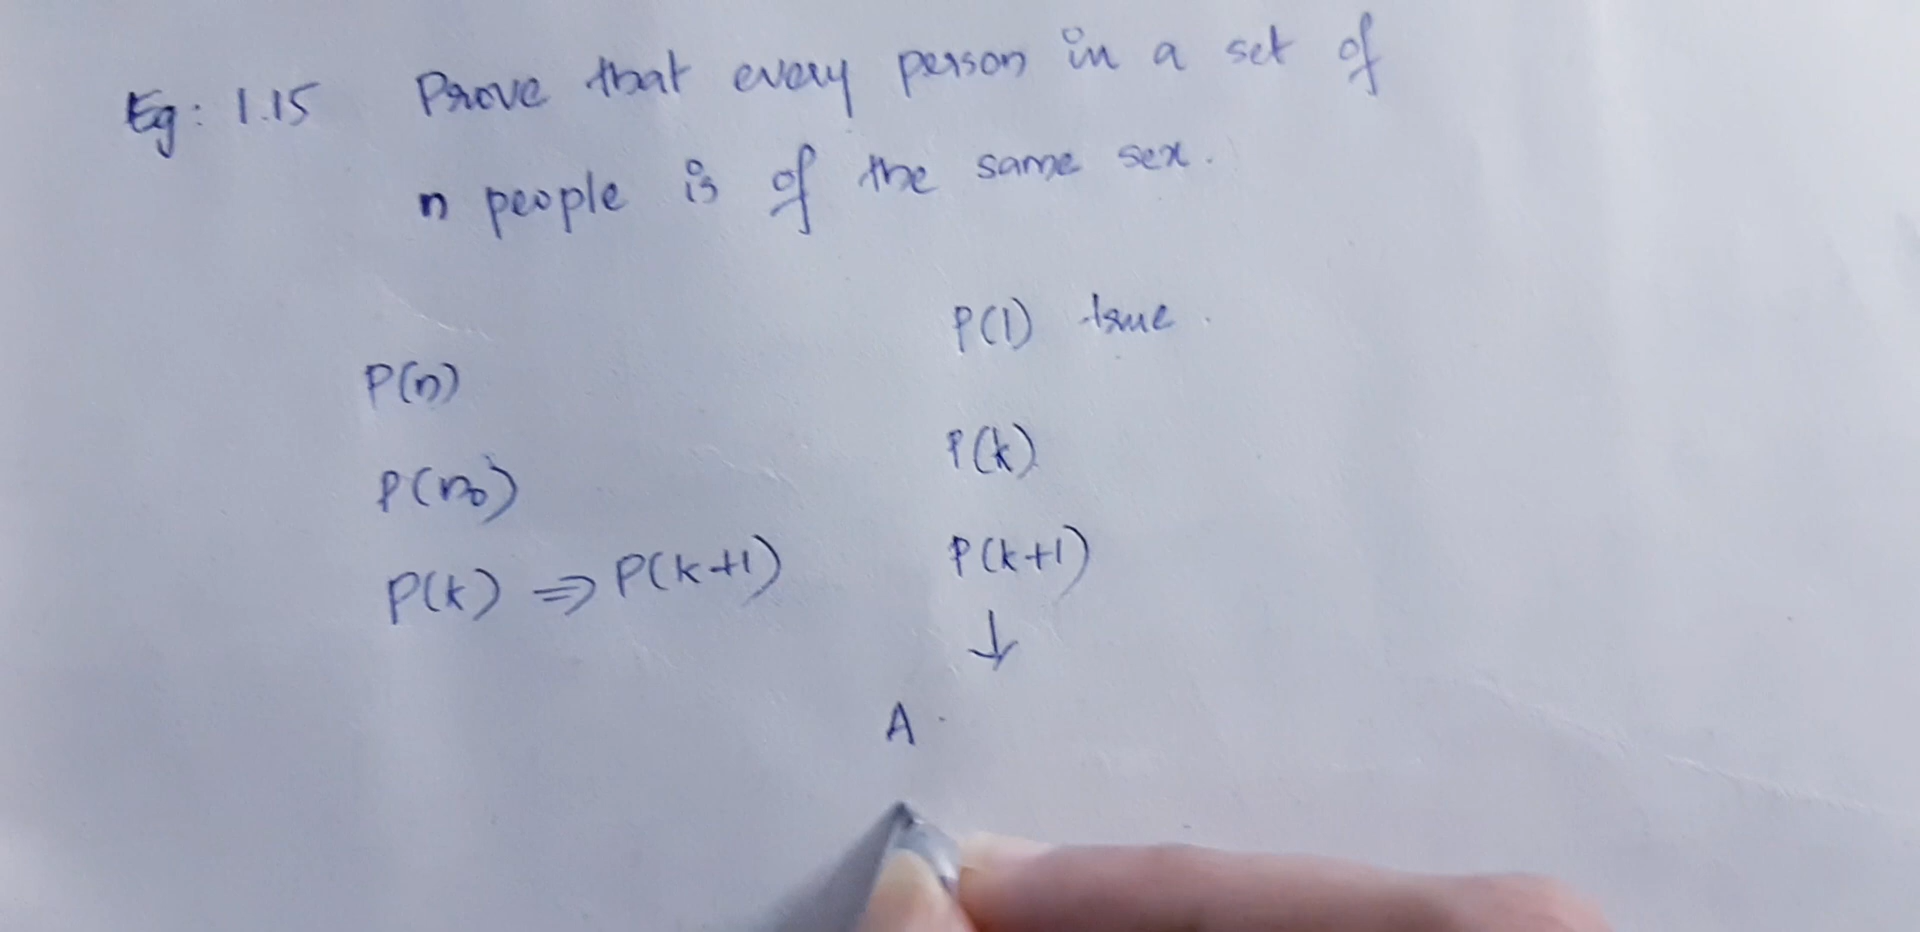 Eg: 1.15 Prove that every person in a set of
n people is of the same sex.
P(1) true.
P(n)
P(k)
P(n₀)
P(k+1)
P(k) ⇒ P(k+1)
↓
A